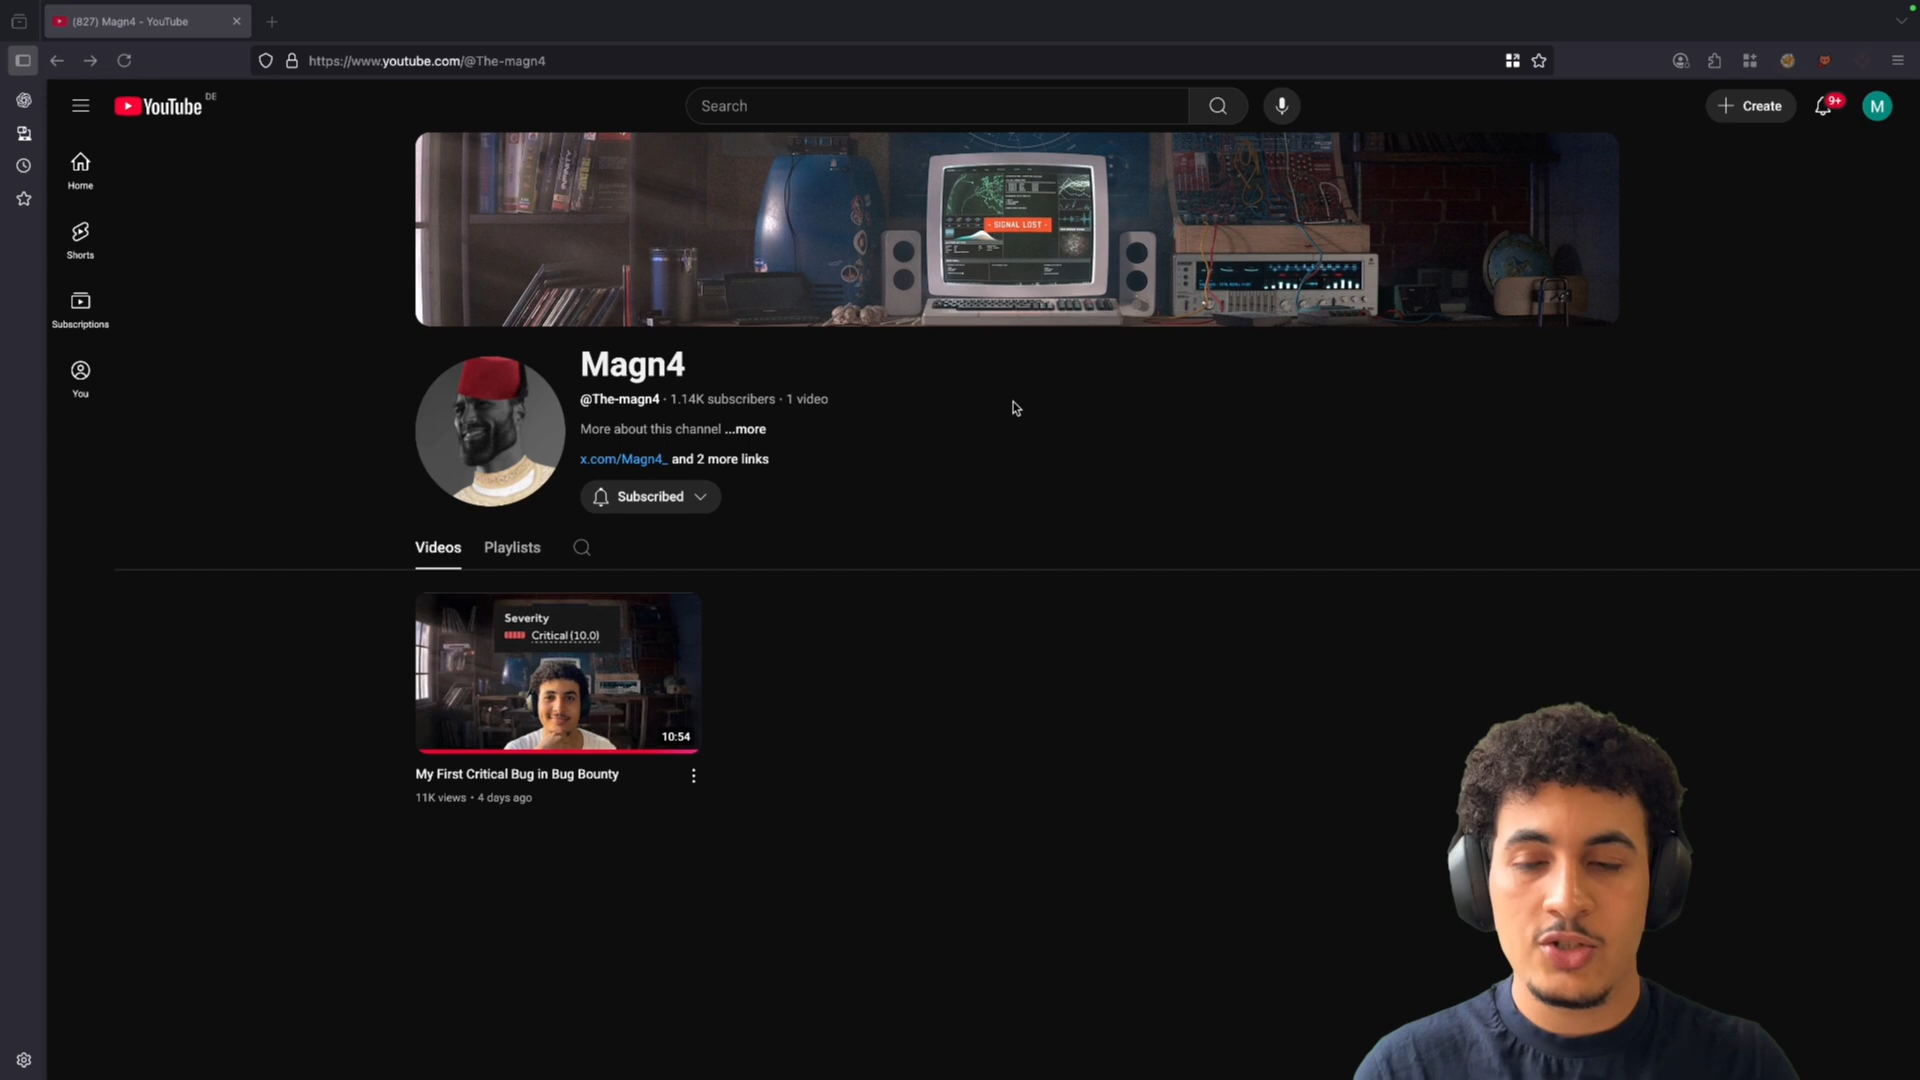 (827) Magn4 - YouTube
https://www.youtube.com/@The-magn4
YouTube DE
Search
Create
9+
M
Home
Shorts
Subscriptions
You
SIGNAL LOST
Magn4
@The-magn4 · 1.14K subscribers · 1 video
More about this channel ...more
x.com/Magn4_ and 2 more links
Subscribed
Videos
Playlists
Severity
Critical (10.0)
10:54
My First Critical Bug in Bug Bounty
11K views • 4 days ago